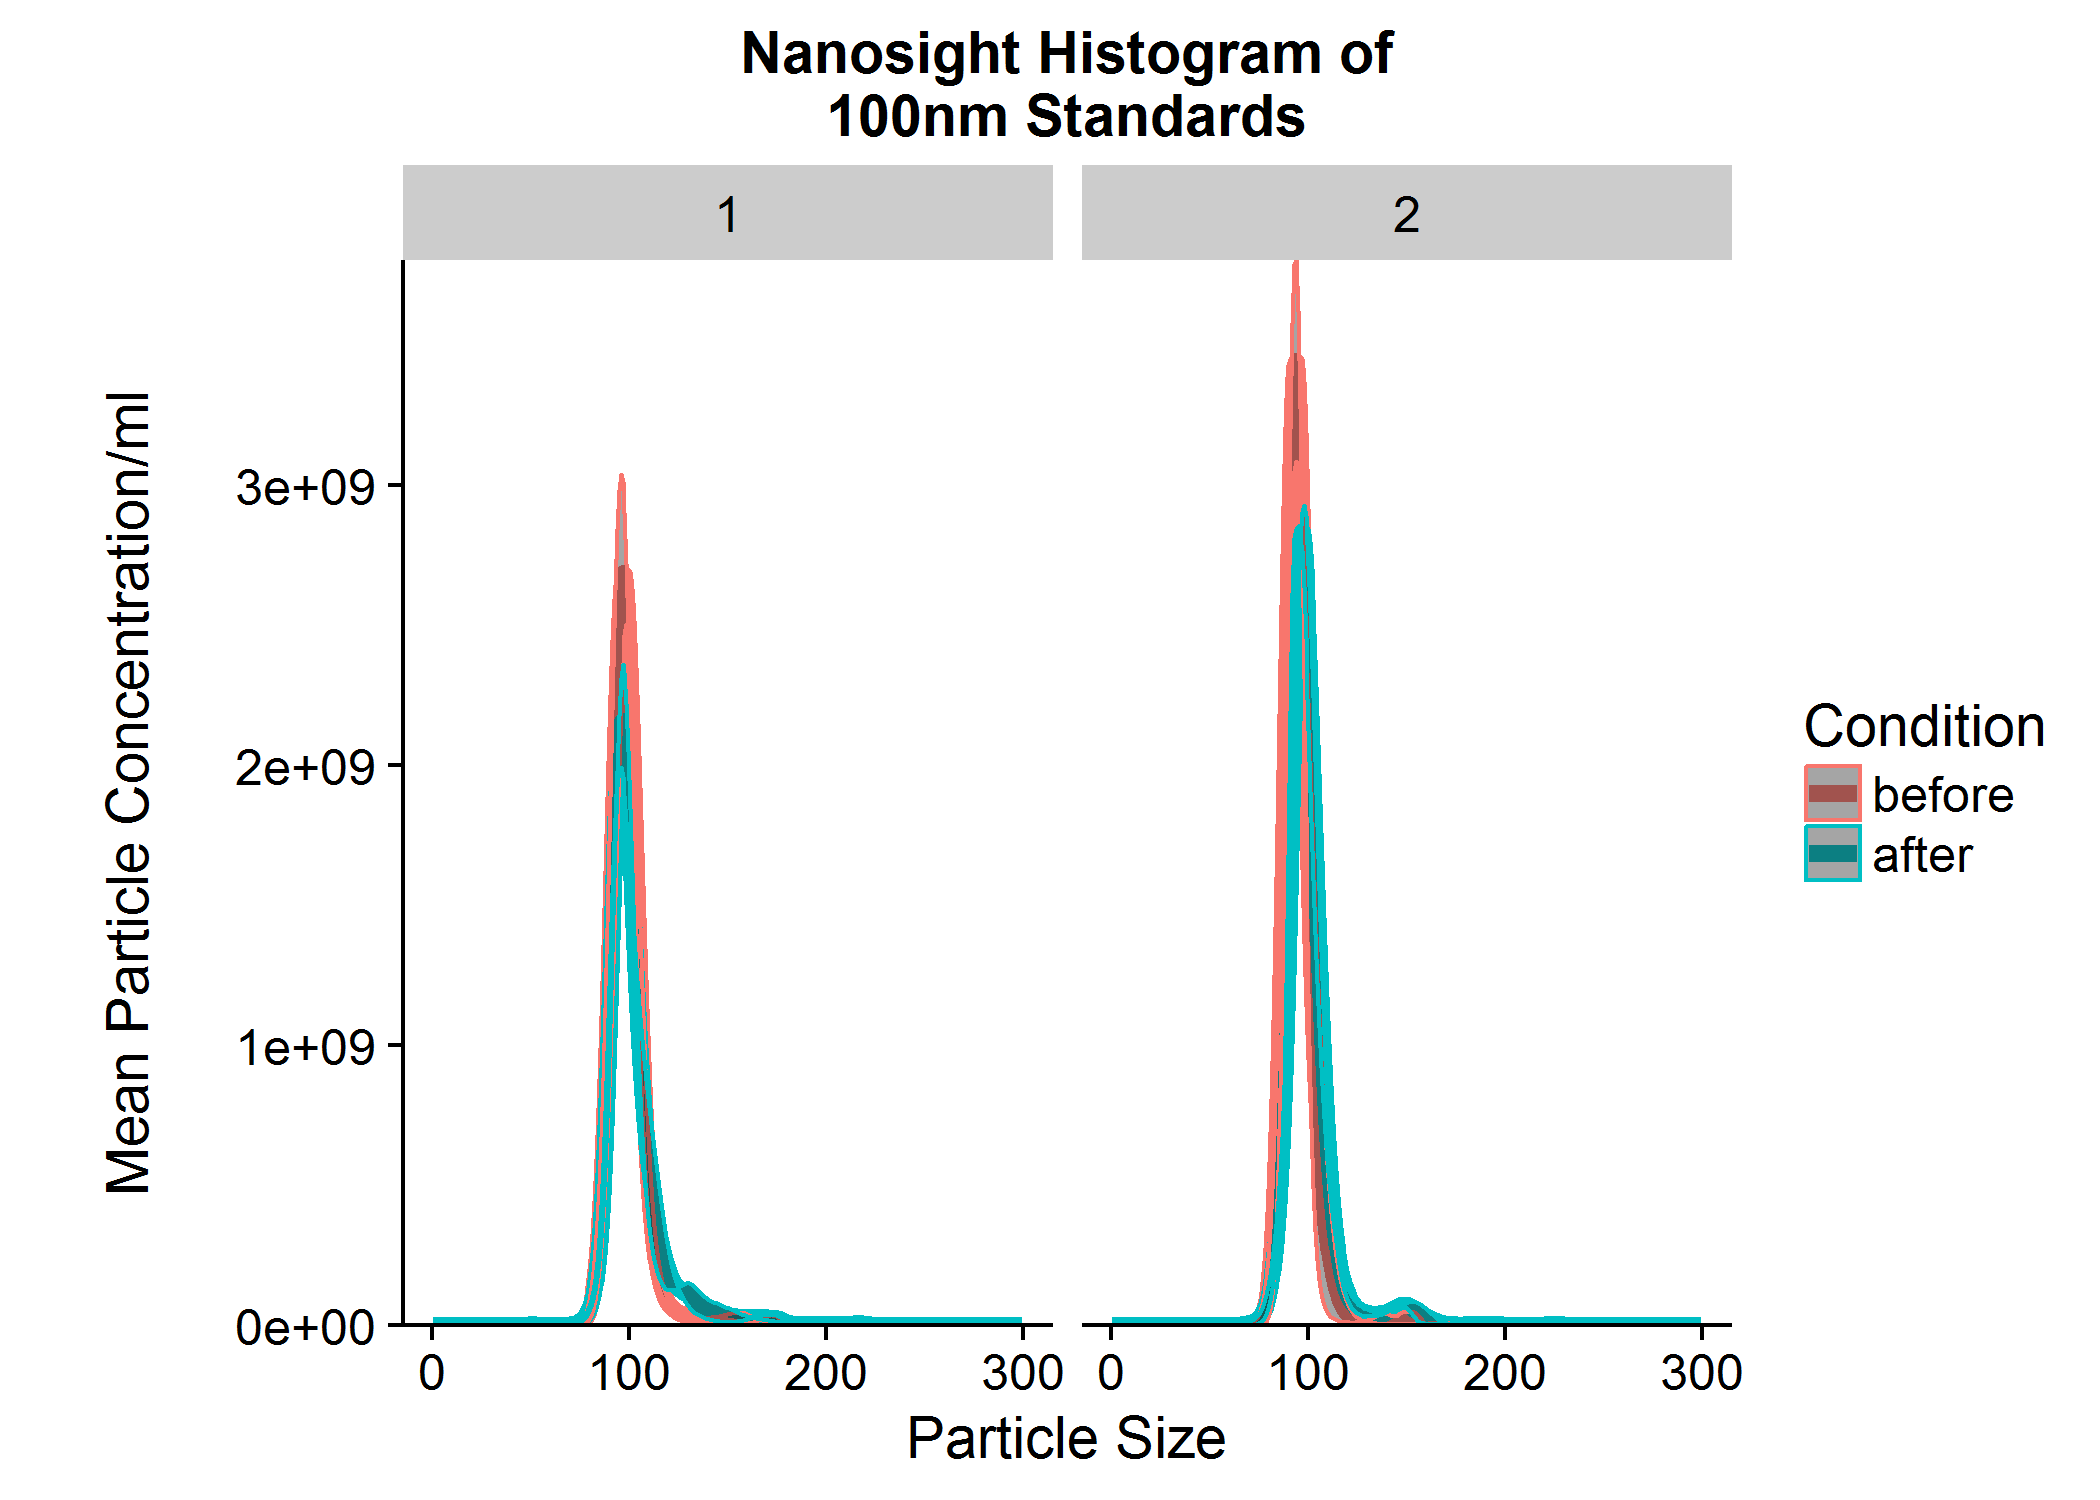 Nanosight Histogram of
100nm Standards
1
2
Mean Particle Concentration/ml
3e+09
2e+09
1e+09
0e+00
0
100
200
300
0
100
200
300
Particle Size
Condition
before
after